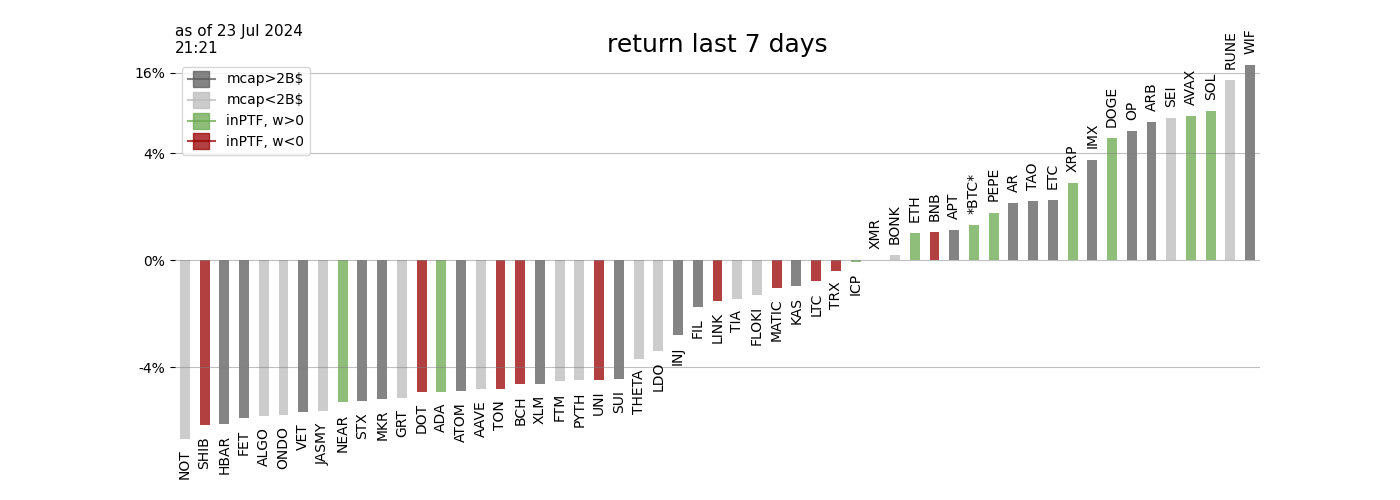 as of 23 Jul 2024
21:21
return last 7 days
mcap>2B$
mcap<2B$
inPTF, w>0
inPTF, w<0
16%
4%
0%
-4%
NOT
SHIB
HBAR
FET
ALGO
ONDO
VET
JASMY
NEAR
STX
MKR
GRT
DOT
ADA
ATOM
AAVE
TON
BCH
XLM
FTM
PYTH
UNI
SUI
THETA
LDO
INJ
FIL
LINK
TIA
FLOKI
MATIC
KAS
LTC
TRX
ICP
XMR
BONK
ETH
BNB
APT
*BTC*
PEPE
AR
TAO
ETC
XRP
IMX
DOGE
OP
ARB
SEI
AVAX
SOL
RUNE
WIF